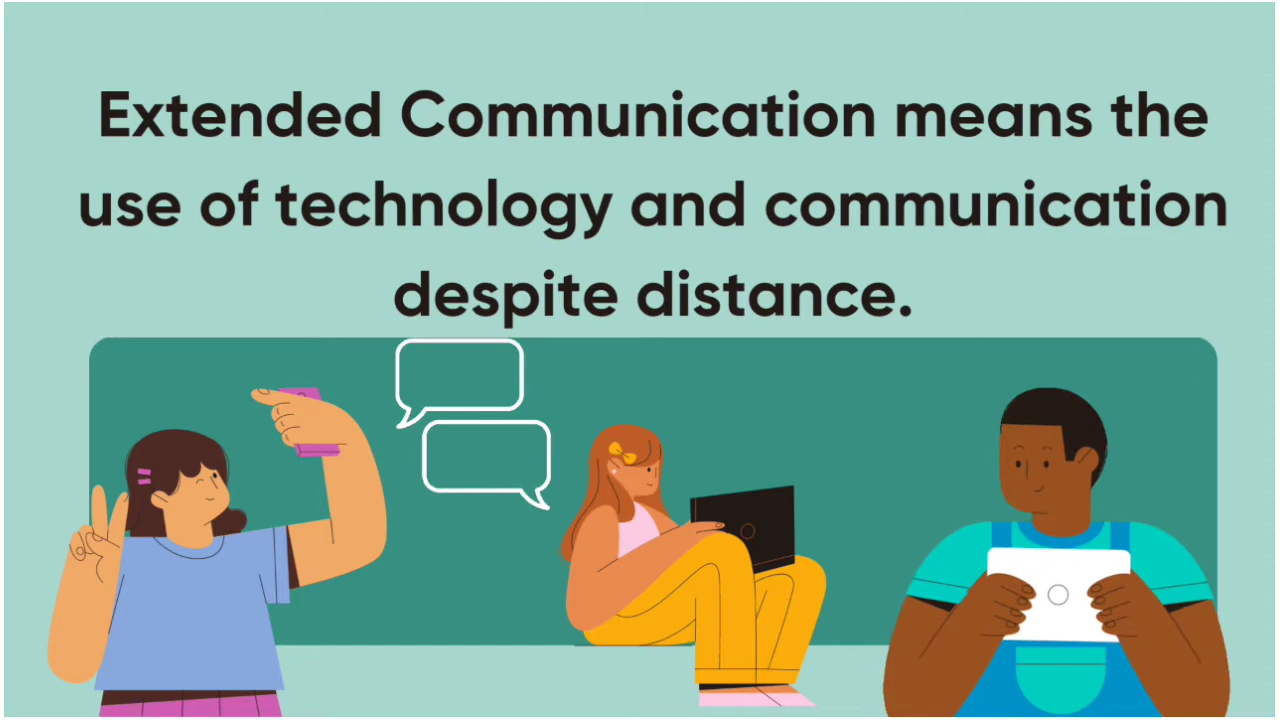 Extended Communication means the
use of technology and communication
despite distance.